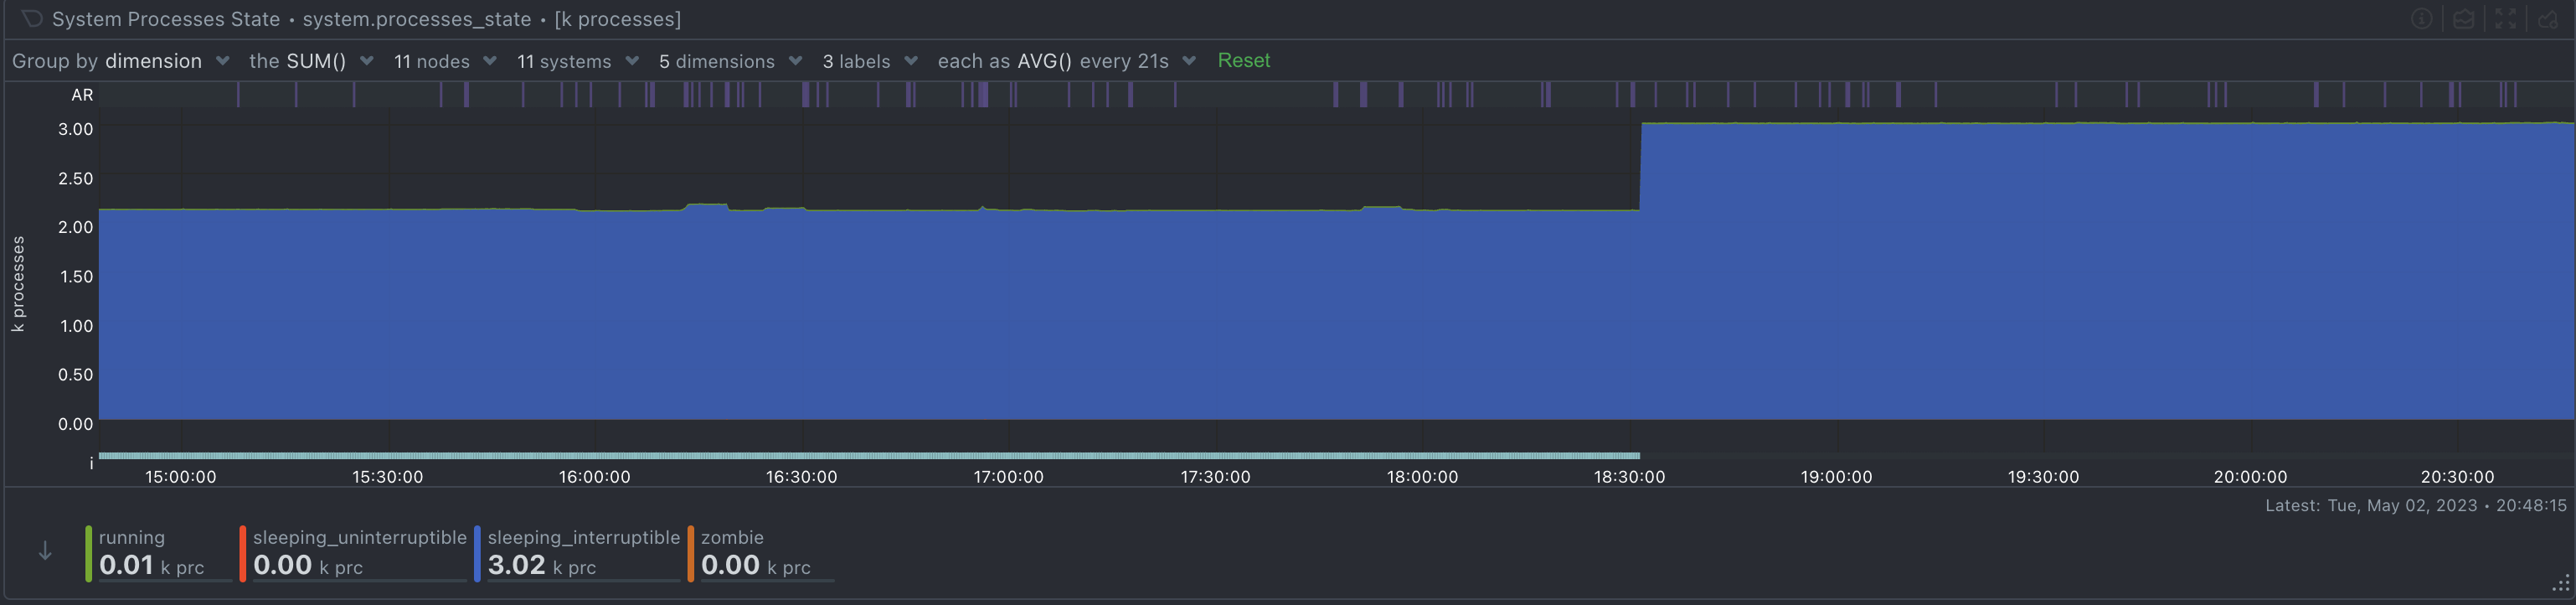 System Processes State • system.processes_state • [k processes]
Group by dimension the SUM() 11 nodes 11 systems 5 dimensions 3 labels each as AVG() every 21s Reset
AR
3.00
2.50
2.00
1.50
1.00
0.50
0.00
k processes
i
15:00:00 15:30:00 16:00:00 16:30:00 17:00:00 17:30:00 18:00:00 18:30:00 19:00:00 19:30:00 20:00:00 20:30:00
Latest: Tue, May 02, 2023 • 20:48:15
running sleeping_uninterruptible sleeping_interruptible zombie
0.01 k prc 0.00 k prc 3.02 k prc 0.00 k prc